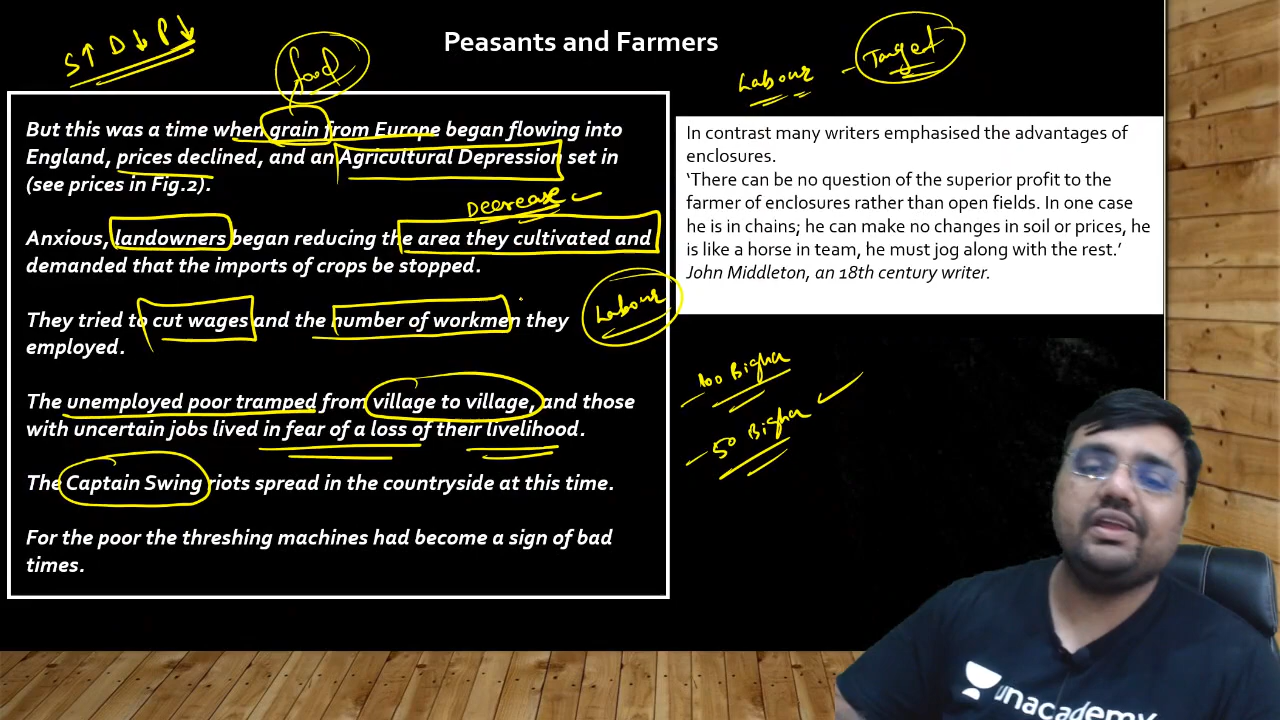 S↑ D↓ P↓
food
Peasants and Farmers
Labour - Target
But this was a time when grain from Europe began flowing into
England, prices declined, and an Agricultural Depression set in
(see prices in Fig.2).
Decrease
Anxious, landowners began reducing the area they cultivated and
demanded that the imports of crops be stopped.
They tried to cut wages and the number of workmen they
employed.
Labour
The unemployed poor tramped from village to village, and those
with uncertain jobs lived in fear of a loss of their livelihood.
The Captain Swing riots spread in the countryside at this time.
For the poor the threshing machines had become a sign of bad
times.
In contrast many writers emphasised the advantages of
enclosures.
‘There can be no question of the superior profit to the
farmer of enclosures rather than open fields. In one case
he is in chains; he can make no changes in soil or prices, he
is like a horse in team, he must jog along with the rest.’
John Middleton, an 18th century writer.
100 Bigha
50 Bigha
unacademy